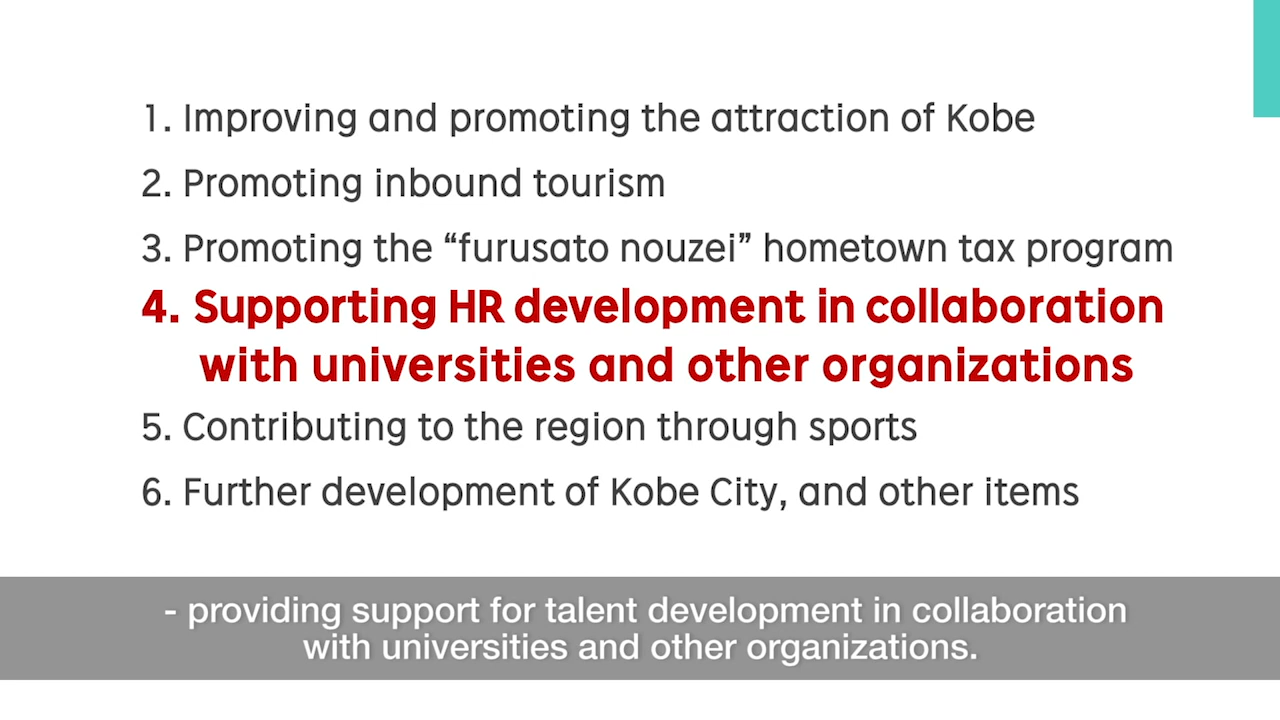 1. Improving and promoting the attraction of Kobe
2. Promoting inbound tourism
3. Promoting the “furusato nouzei” hometown tax program
4. Supporting HR development in collaboration
with universities and other organizations
5. Contributing to the region through sports
6. Further development of Kobe City, and other items
- providing support for talent development in collaboration
with universities and other organizations.